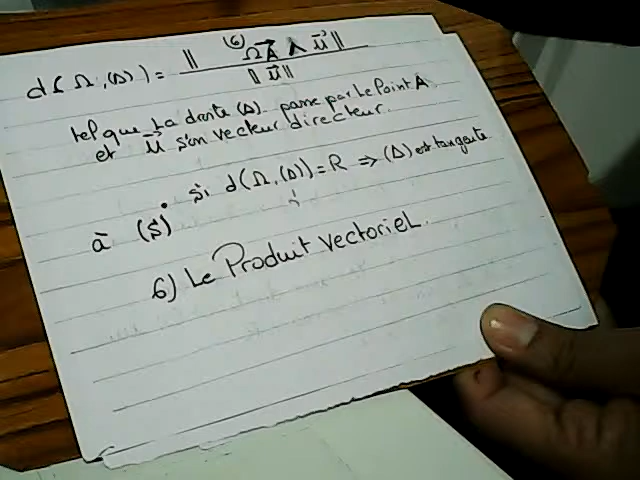 d(Ω,(Δ)) = ‖ΩA⃗ ∧ u⃗‖ / ‖u⃗‖ (6)
tel que La droite (Δ) passe par le Point A
et u⃗ son vecteur directeur.
• Si d(Ω,(Δ)) = R ⇒ (Δ) est tangente
à (S)
6) Le Produit vectoriel.